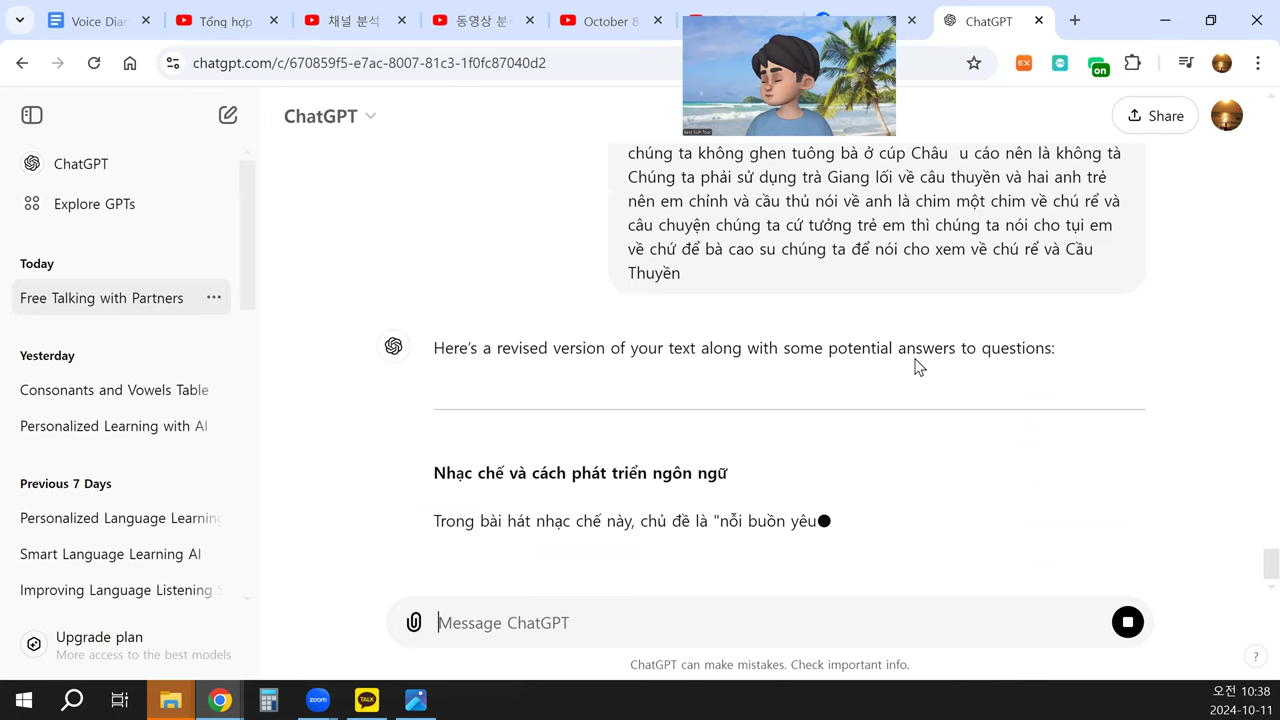 Voice Dia
Tổng hợp
채널 분석
동영상 분
October 8
ChatGPT
chatgpt.com/c/670859f5-e7ac-8007-81c3-1f0fc87040d2
EX
on
ChatGPT
Share
ChatGPT
Explore GPTs
Today
Free Talking with Partners
Yesterday
Consonants and Vowels Table
Personalized Learning with AI
Previous 7 Days
Personalized Language Learning
Smart Language Learning AI
Improving Language Listening S
Upgrade plan
More access to the best models
chúng ta không ghen tuông bà ở cúp Châu u cáo nên là không tà
Chúng ta phải sử dụng trà Giang lối về câu thuyền và hai anh trẻ
nên em chỉnh và cầu thủ nói về anh là chim một chim về chú rể và
câu chuyện chúng ta cứ tưởng trẻ em thì chúng ta nói cho tụi em
về chứ để bà cao su chúng ta để nói cho xem về chú rể và Cầu
Thuyền
Here's a revised version of your text along with some potential answers to questions:
Nhạc chế và cách phát triển ngôn ngữ
Trong bài hát nhạc chế này, chủ đề là "nỗi buồn yêu
Message ChatGPT
ChatGPT can make mistakes. Check important info.
?
zoom
TALK
오전 10:38
2024-10-11